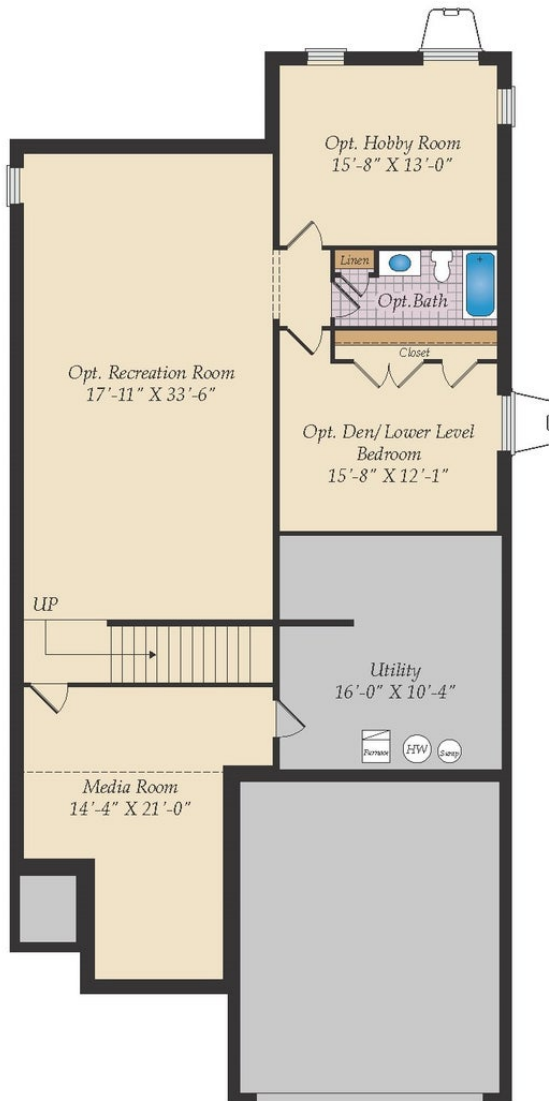 Opt. Hobby Room
15'-8" X 13'-0"
Linen
Opt.Bath
Closet
Opt. Recreation Room
17'-11" X 33'-6"
Opt. Den/ Lower Level
Bedroom
15'-8" X 12'-1"
UP
Utility
16'-0" X 10'-4"
Furnace
HW
Sump
Media Room
14'-4" X 21'-0"